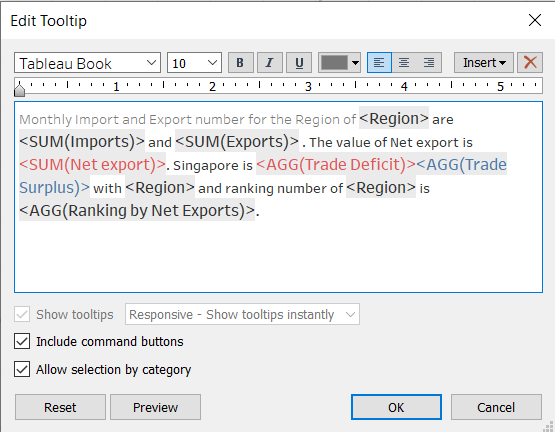 Edit Tooltip
Tableau Book 10 B I U Insert
1 2 3 4 5
Monthly Import and Export number for the Region of <Region> are
<SUM(Imports)> and <SUM(Exports)> . The value of Net export is
<SUM(Net export)>. Singapore is <AGG(Trade Deficit)><AGG(Trade
Surplus)> with <Region> and ranking number of <Region> is
<AGG(Ranking by Net Exports)>.
Show tooltips Responsive - Show tooltips instantly
Include command buttons
Allow selection by category
Reset Preview OK Cancel